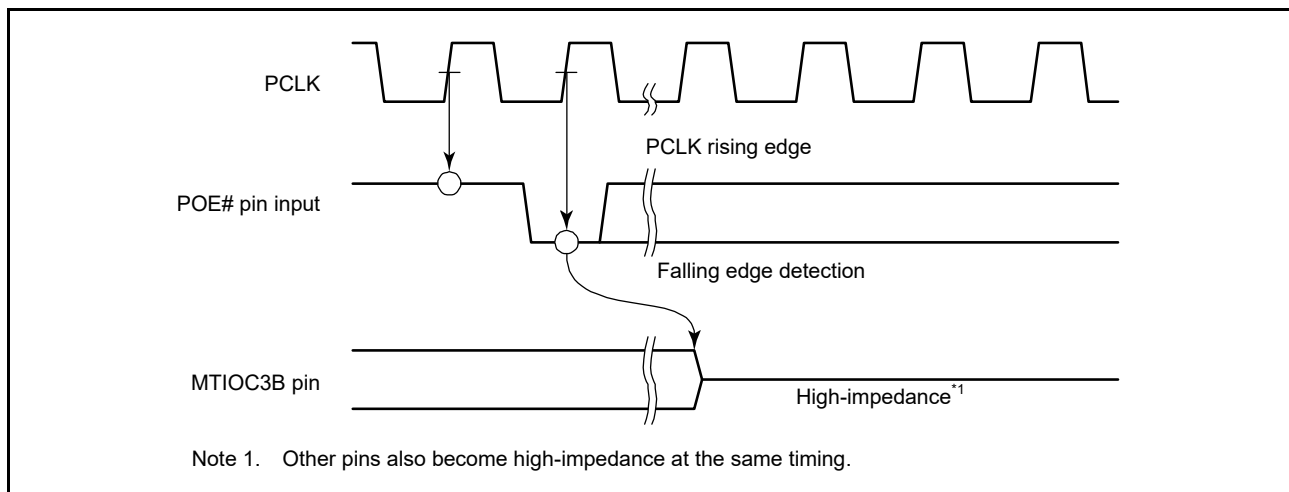 PCLK
PCLK rising edge
POE# pin input
Falling edge detection
MTIOC3B pin
High-impedance*1
Note 1. Other pins also become high-impedance at the same timing.